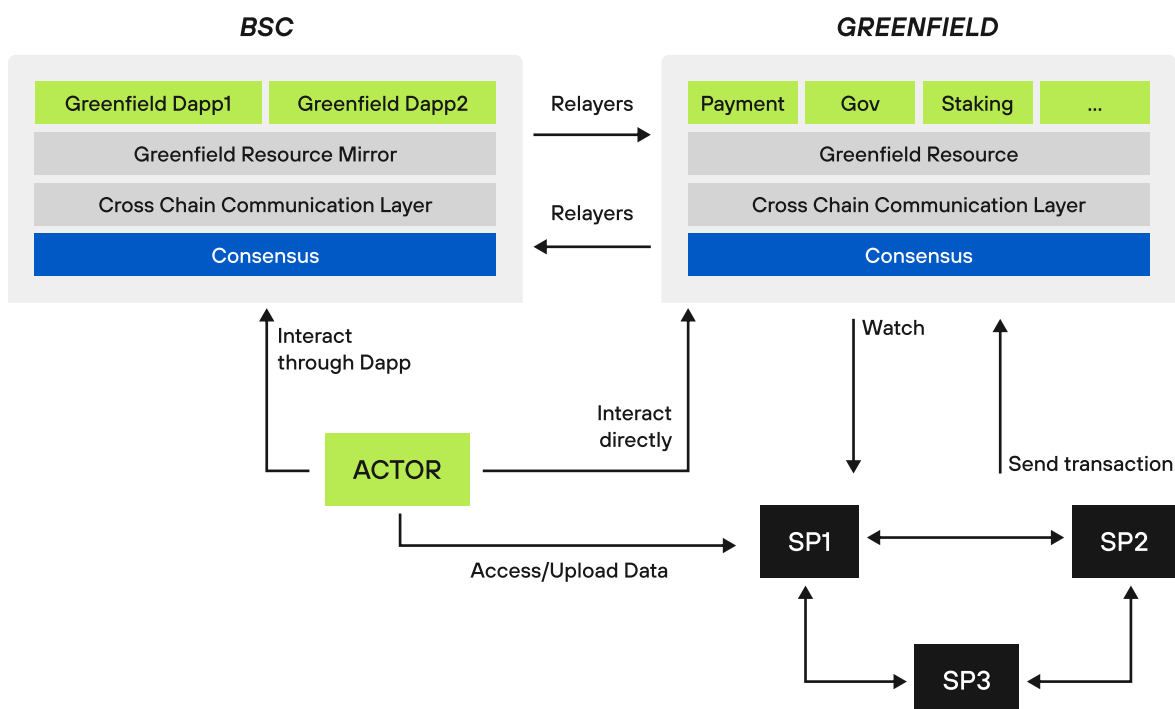 BSC
GREENFIELD
Greenfield Dapp1
Greenfield Dapp2
Greenfield Resource Mirror
Cross Chain Communication Layer
Consensus
Relayers
Relayers
Payment
Gov
Staking
...
Greenfield Resource
Cross Chain Communication Layer
Consensus
Interact
through Dapp
Interact
directly
Watch
Send transaction
ACTOR
Access/Upload Data
SP1
SP2
SP3